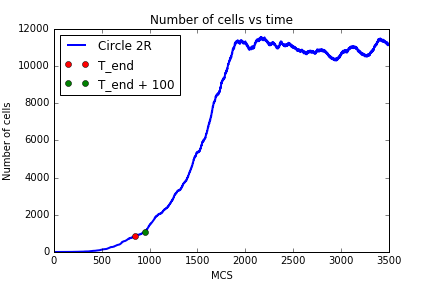 Number of cells vs time
12000
10000
8000
6000
4000
2000
0
Number of cells
Circle 2R
T_end
T_end + 100
0 500 1000 1500 2000 2500 3000 3500
MCS